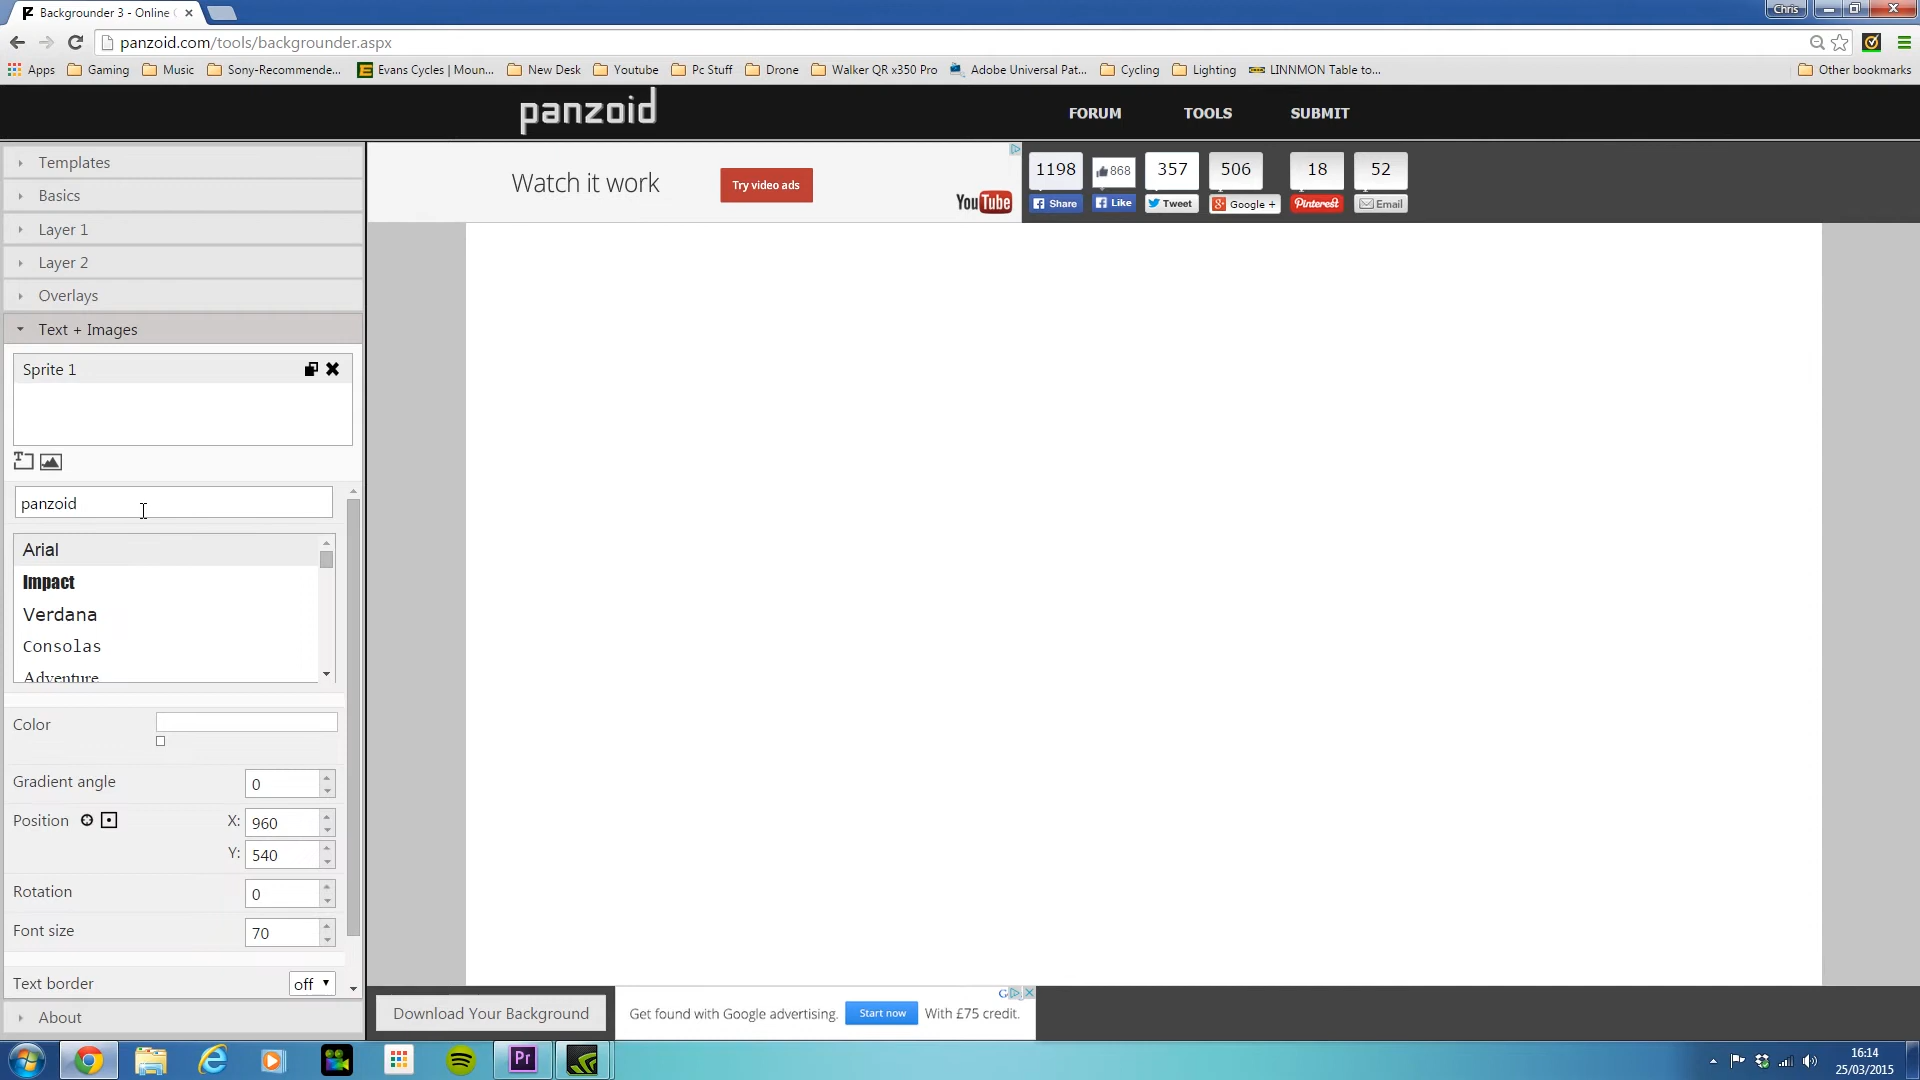 Backgrounder 3 - Online
Chris
panzoid.com/tools/backgrounder.aspx
Apps Gaming Music Sony-Recommende... Evans Cycles | Moun... New Desk Youtube Pc Stuff Drone Walker QR x350 Pro Adobe Universal Pat... Cycling Lighting LINNMON Table to... Other bookmarks
panzoid FORUM TOOLS SUBMIT
Templates
Basics
Layer 1
Layer 2
Overlays
Text + Images
Sprite 1
panzoid
Arial
Impact
Verdana
Consolas
Adventure
Color
Gradient angle 0
Position X: 960
Y: 540
Rotation 0
Font size 70
Text border off
About
Watch it work Try video ads YouTube
1198 868 357 506 18 52
Share Like Tweet Google + Pinterest Email
Download Your Background Get found with Google advertising. Start now With £75 credit.
Pr
16:14
25/03/2015